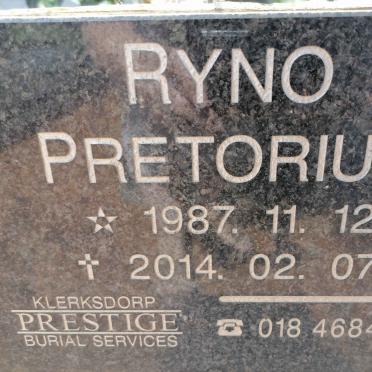 RYNO
PRETORIU
☆ 1987. 11. 12
✝ 2014. 02. 07
KLERKSDORP
PRESTIGE
BURIAL SERVICES
☎ 018 4684